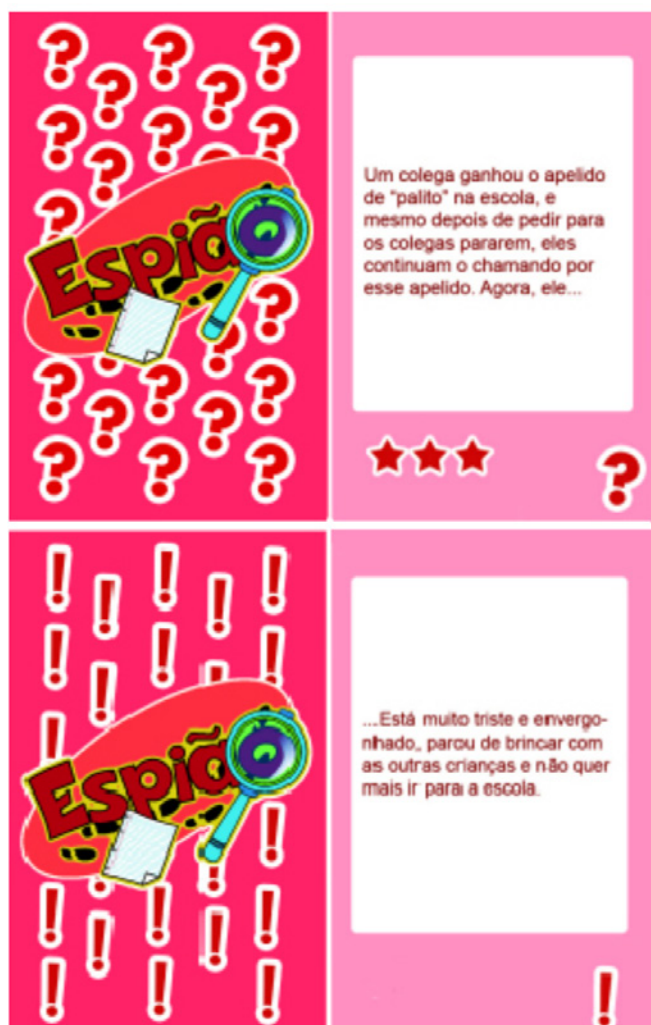 Espião
Um colega ganhou o apelido
de "palito" na escola, e
mesmo depois de pedir para
os colegas pararem, eles
continuam o chamando por
esse apelido. Agora, ele...
?
Espião
...Está muito triste e envergo-
nhado, parou de brincar com
as outras crianças e não quer
mais ir para a escola.
!